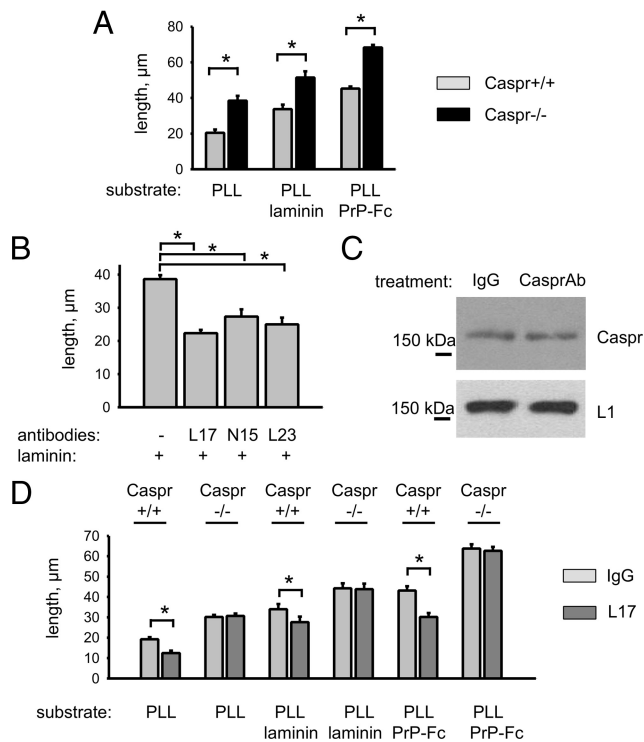 A
length, µm
80
60
40
20
0
*
*
*
Caspr+/+
Caspr-/-
substrate: PLL PLL PLL
laminin PrP-Fc
B
length, µm
40
30
20
10
0
*
*
*
antibodies: - L17 N15 L23
laminin: + + + +
C
treatment: IgG CasprAb
150 kDa
Caspr
150 kDa
L1
D
Caspr Caspr Caspr Caspr Caspr Caspr
+/+ -/- +/+ -/- +/+ -/-
length, µm
70
60
50
40
30
20
10
0
*
*
*
IgG
L17
substrate: PLL PLL PLL PLL PLL PLL
laminin laminin PrP-Fc PrP-Fc